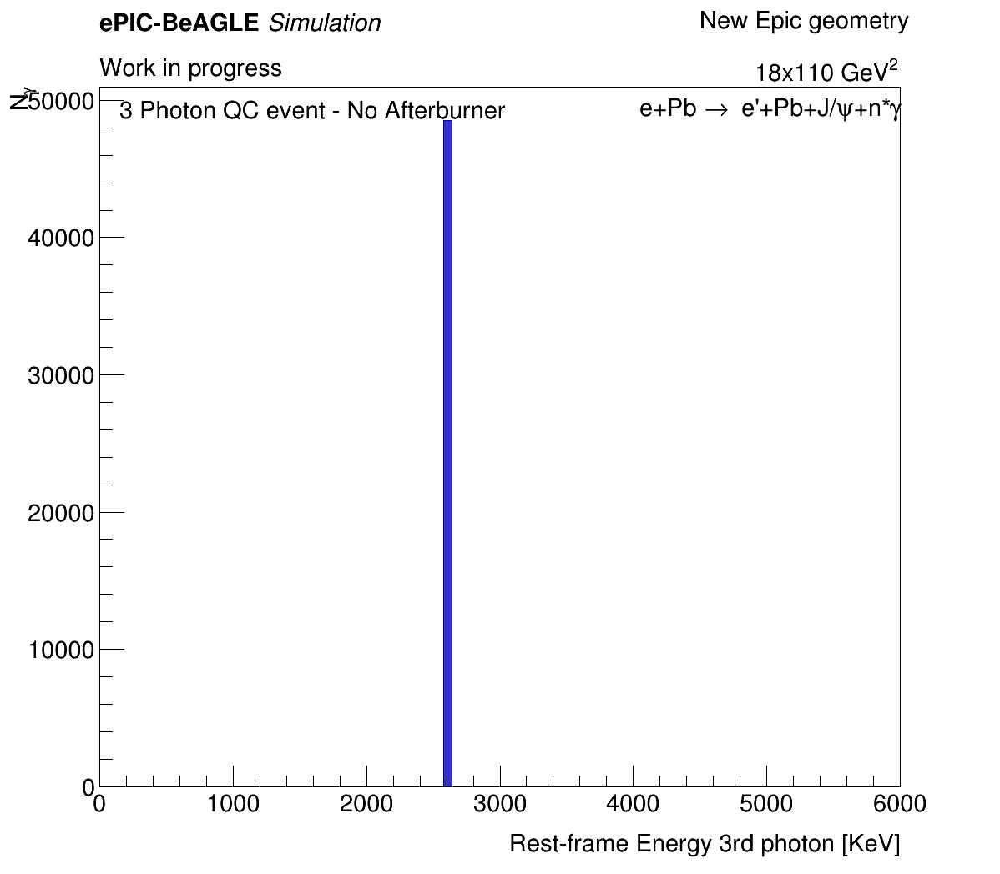 ePIC-BeAGLE Simulation
New Epic geometry
Work in progress
18x110 GeV²
3 Photon QC event - No Afterburner
e+Pb → e'+Pb+J/ψ+n*γ
Nγ
50000
40000
30000
20000
10000
0
0 1000 2000 3000 4000 5000 6000
Rest-frame Energy 3rd photon [KeV]